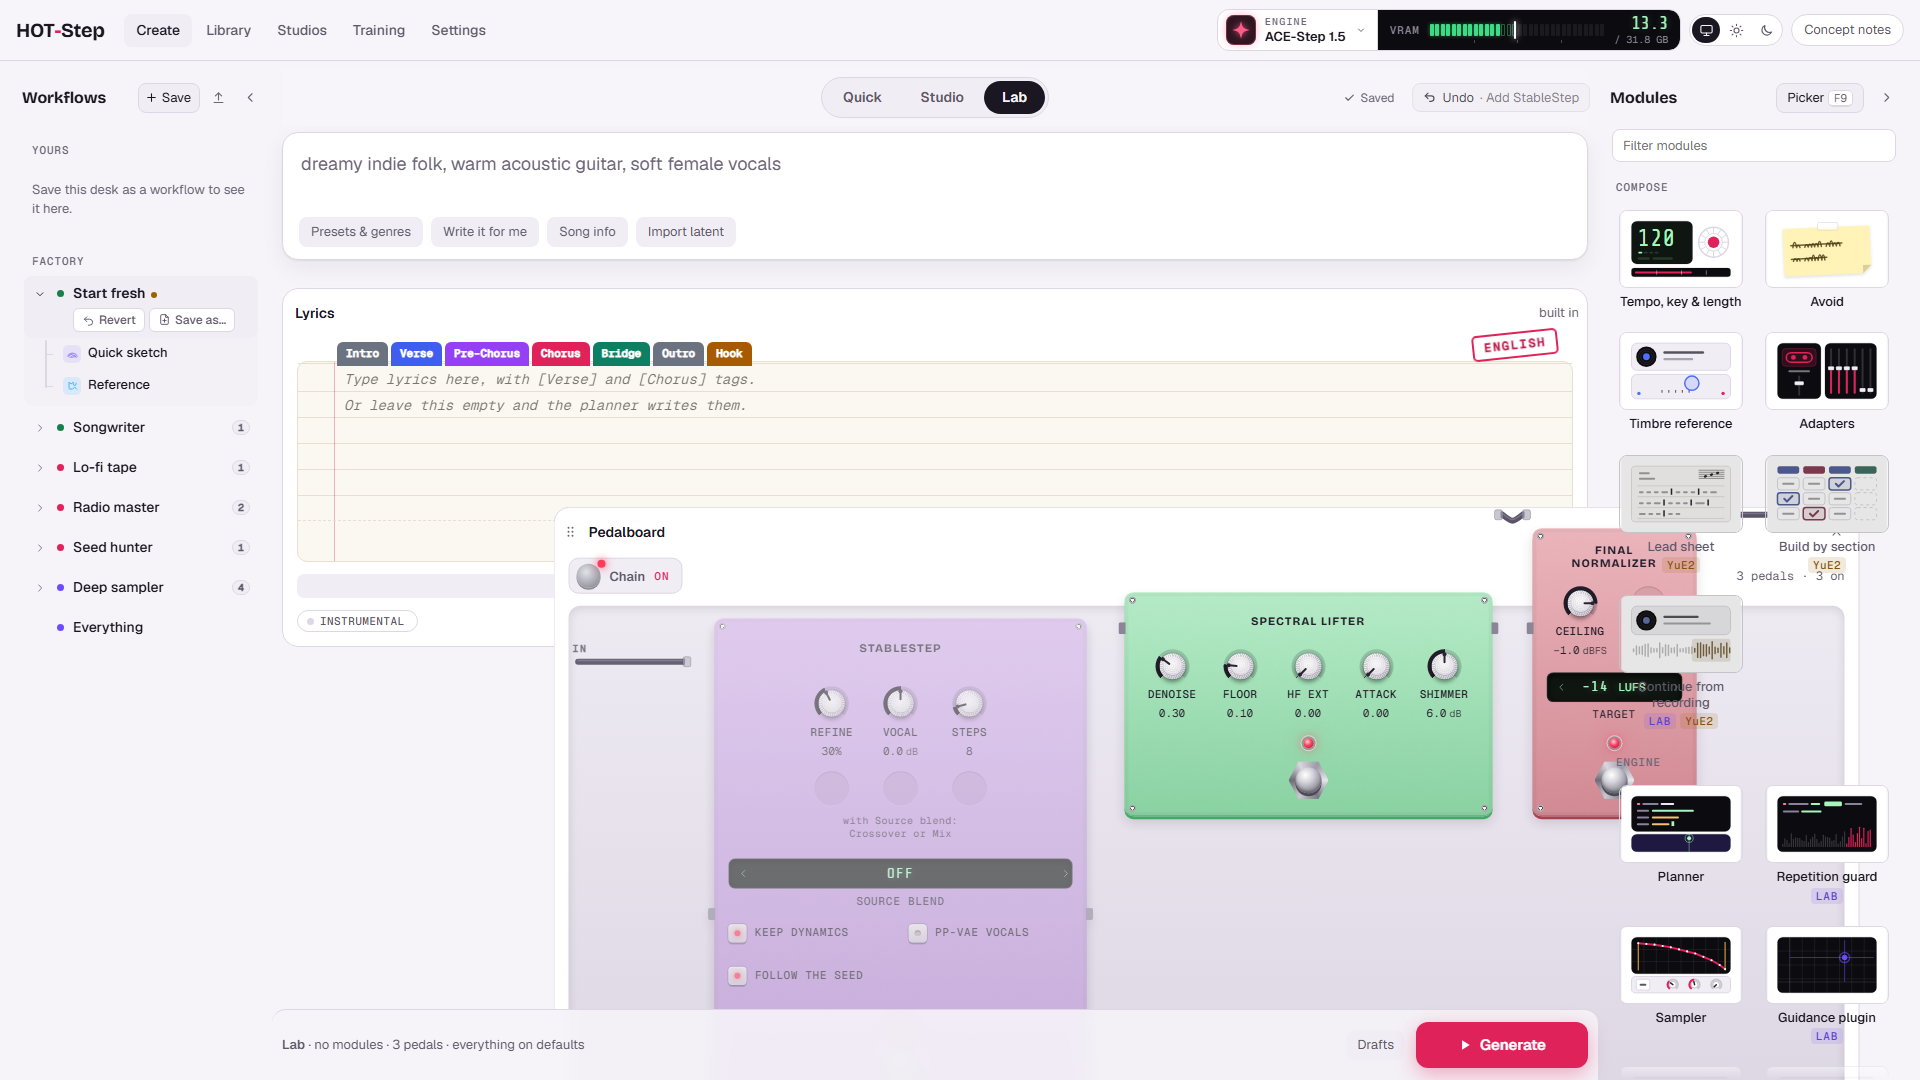 HOT-Step
Create
Library
Studios
Training
Settings
ENGINE
ACE-Step 1.5
VRAM
13.3
/ 31.8 GB
Concept notes
Workflows
+ Save
Quick
Studio
Lab
Saved
Undo · Add StableStep
Modules
Picker F9
YOURS
Save this desk as a workflow to see
it here.
FACTORY
Start fresh
Revert
Save as…
Quick sketch
Reference
Songwriter 1
Lo-fi tape 1
Radio master 2
Seed hunter 1
Deep sampler 4
Everything
dreamy indie folk, warm acoustic guitar, soft female vocals
Presets & genres
Write it for me
Song info
Import latent
Lyrics
built in
Intro
Verse
Pre-Chorus
Chorus
Bridge
Outro
Hook
ENGLISH
Type lyrics here, with [Verse] and [Chorus] tags.
Or leave this empty and the planner writes them.
INSTRUMENTAL
Pedalboard
Chain ON
3 pedals · 3 on
IN
STABLESTEP
REFINE
30%
VOCAL
0.0 dB
STEPS
8
with Source blend:
Crossover or Mix
OFF
SOURCE BLEND
KEEP DYNAMICS
PP-VAE VOCALS
FOLLOW THE SEED
SPECTRAL LIFTER
DENOISE
0.30
FLOOR
0.10
HF EXT
0.00
ATTACK
0.00
SHIMMER
6.0 dB
FINAL
NORMALIZER
CEILING
-1.0 dBFS
-14 LUFS
TARGET
Filter modules
COMPOSE
120
Tempo, key & length
Avoid
Timbre reference
Adapters
Lead sheet
YuE2
Build by section
YuE2
Continue from
recording
LAB YuE2
ENGINE
Planner
Repetition guard
LAB
Sampler
Guidance plugin
LAB
Lab · no modules · 3 pedals · everything on defaults
Drafts
Generate